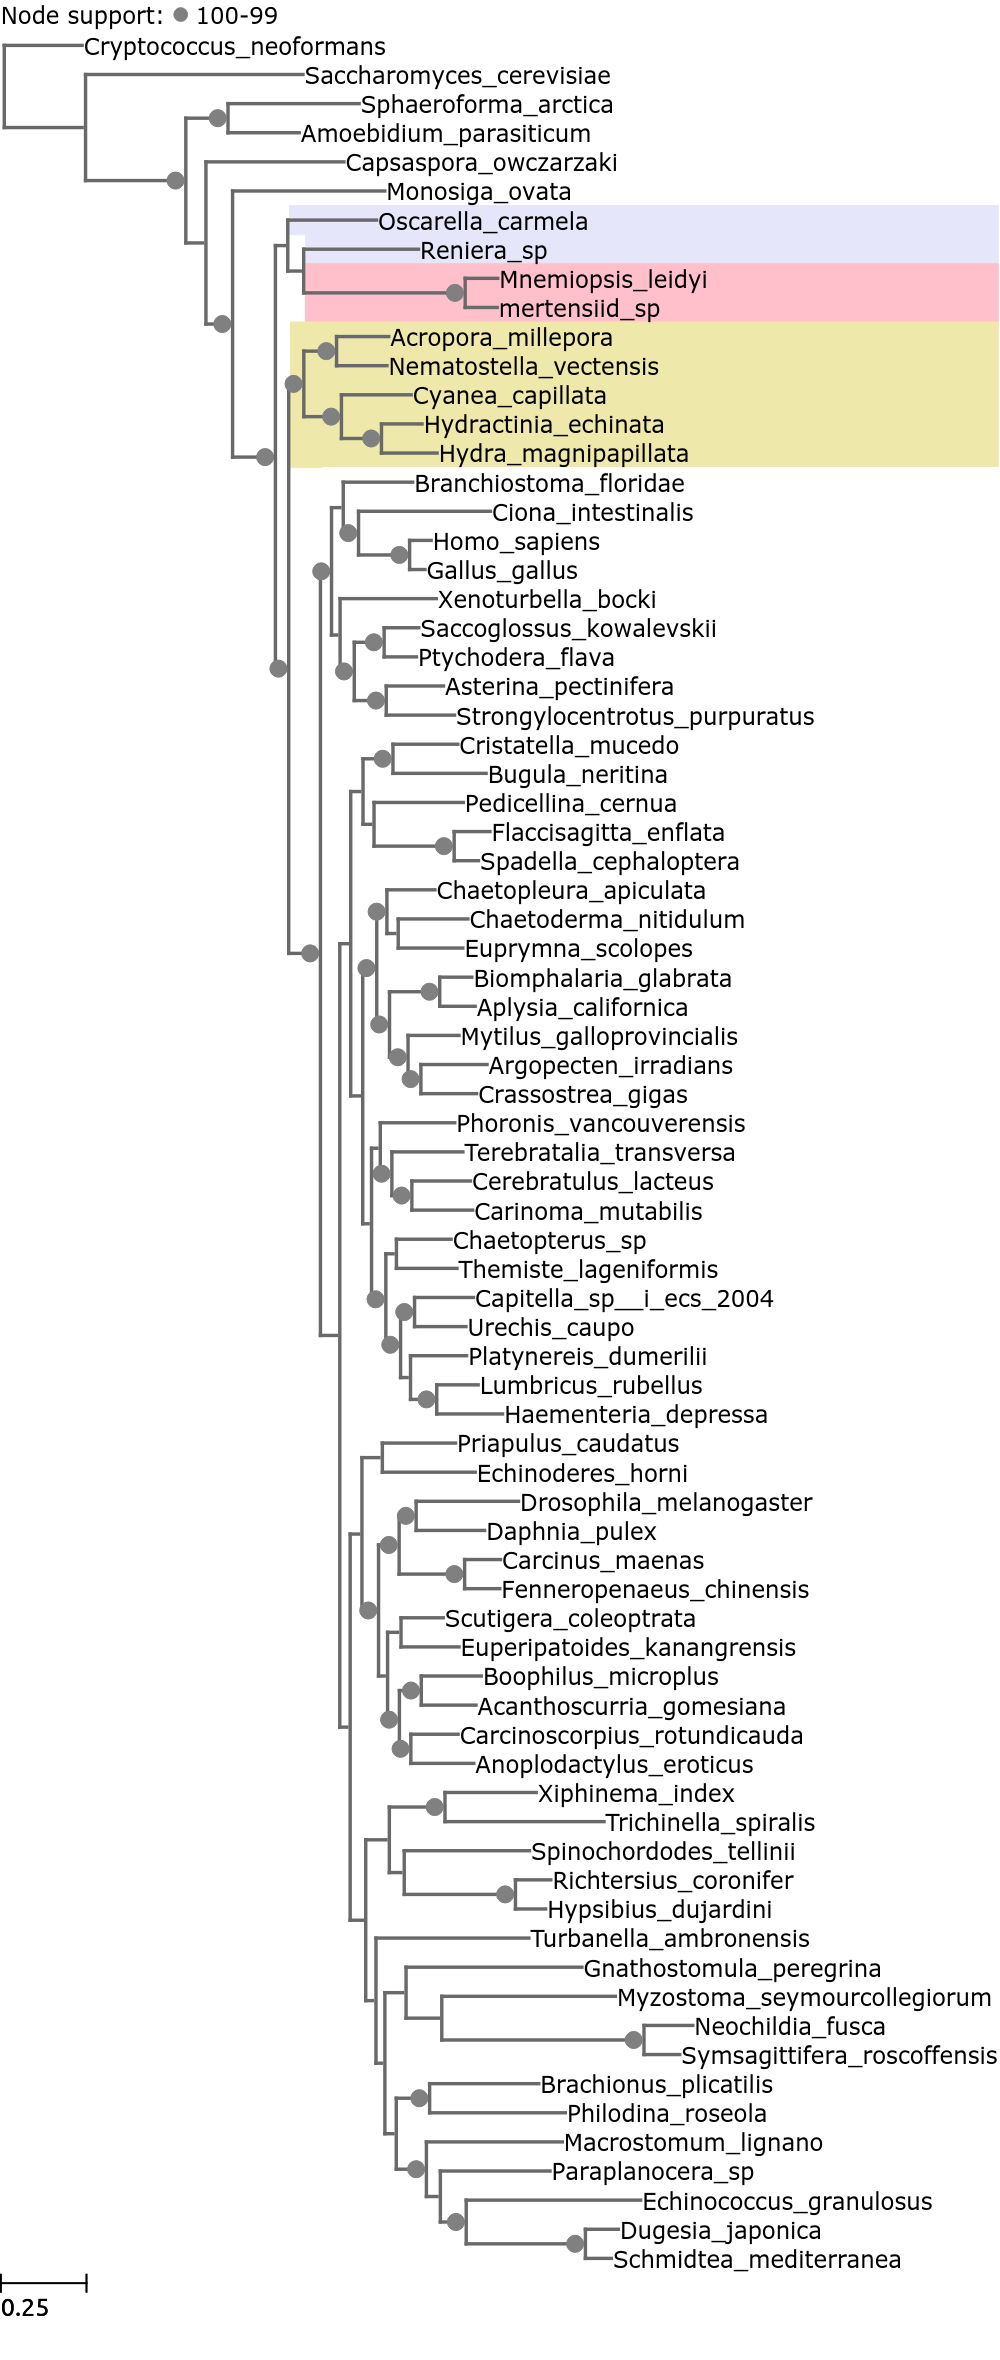 Node support: 100-99
Cryptococcus_neoformans
Saccharomyces_cerevisiae
Sphaeroforma_arctica
Amoebidium_parasiticum
Capsaspora_owczarzaki
Monosiga_ovata
Oscarella_carmela
Reniera_sp
Mnemiopsis_leidyi
mertensiid_sp
Acropora_millepora
Nematostella_vectensis
Cyanea_capillata
Hydractinia_echinata
Hydra_magnipapillata
Branchiostoma_floridae
Ciona_intestinalis
Homo_sapiens
Gallus_gallus
Xenoturbella_bocki
Saccoglossus_kowalevskii
Ptychodera_flava
Asterina_pectinifera
Strongylocentrotus_purpuratus
Cristatella_mucedo
Bugula_neritina
Pedicellina_cernua
Flaccisagitta_enflata
Spadella_cephaloptera
Chaetopleura_apiculata
Chaetoderma_nitidulum
Euprymna_scolopes
Biomphalaria_glabrata
Aplysia_californica
Mytilus_galloprovincialis
Argopecten_irradians
Crassostrea_gigas
Phoronis_vancouverensis
Terebratalia_transversa
Cerebratulus_lacteus
Carinoma_mutabilis
Chaetopterus_sp
Themiste_lageniformis
Capitella_sp__i_ecs_2004
Urechis_caupo
Platynereis_dumerilii
Lumbricus_rubellus
Haementeria_depressa
Priapulus_caudatus
Echinoderes_horni
Drosophila_melanogaster
Daphnia_pulex
Carcinus_maenas
Fenneropenaeus_chinensis
Scutigera_coleoptrata
Euperipatoides_kanangrensis
Boophilus_microplus
Acanthoscurria_gomesiana
Carcinoscorpius_rotundicauda
Anoplodactylus_eroticus
Xiphinema_index
Trichinella_spiralis
Spinochordodes_tellinii
Richtersius_coronifer
Hypsibius_dujardini
Turbanella_ambronensis
Gnathostomula_peregrina
Myzostoma_seymourcollegiorum
Neochildia_fusca
Symsagittifera_roscoffensis
Brachionus_plicatilis
Philodina_roseola
Macrostomum_lignano
Paraplanocera_sp
Echinococcus_granulosus
Dugesia_japonica
Schmidtea_mediterranea
0.25